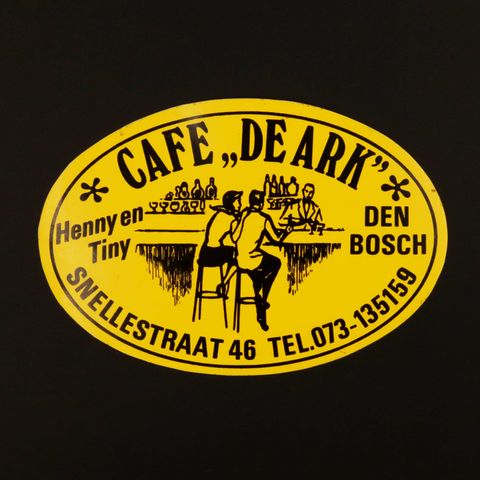 * CAFE „DE ARK” *
Henny en
Tiny
DEN
BOSCH
SNELLESTRAAT 46 TEL. 073-135159